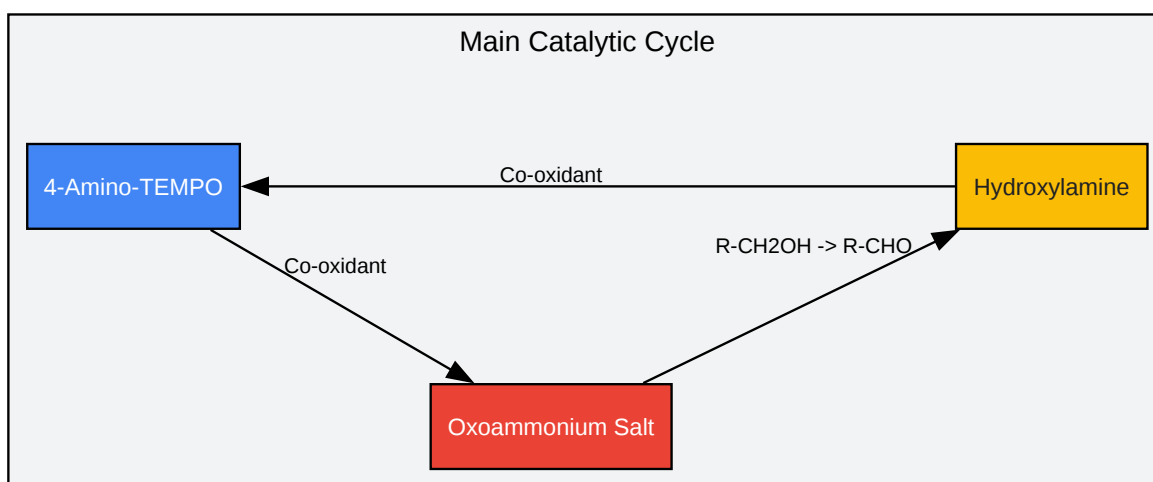 Main Catalytic Cycle
4-Amino-TEMPO
Co-oxidant
Hydroxylamine
R-CH2OH -> R-CHO
Co-oxidant
Oxoammonium Salt